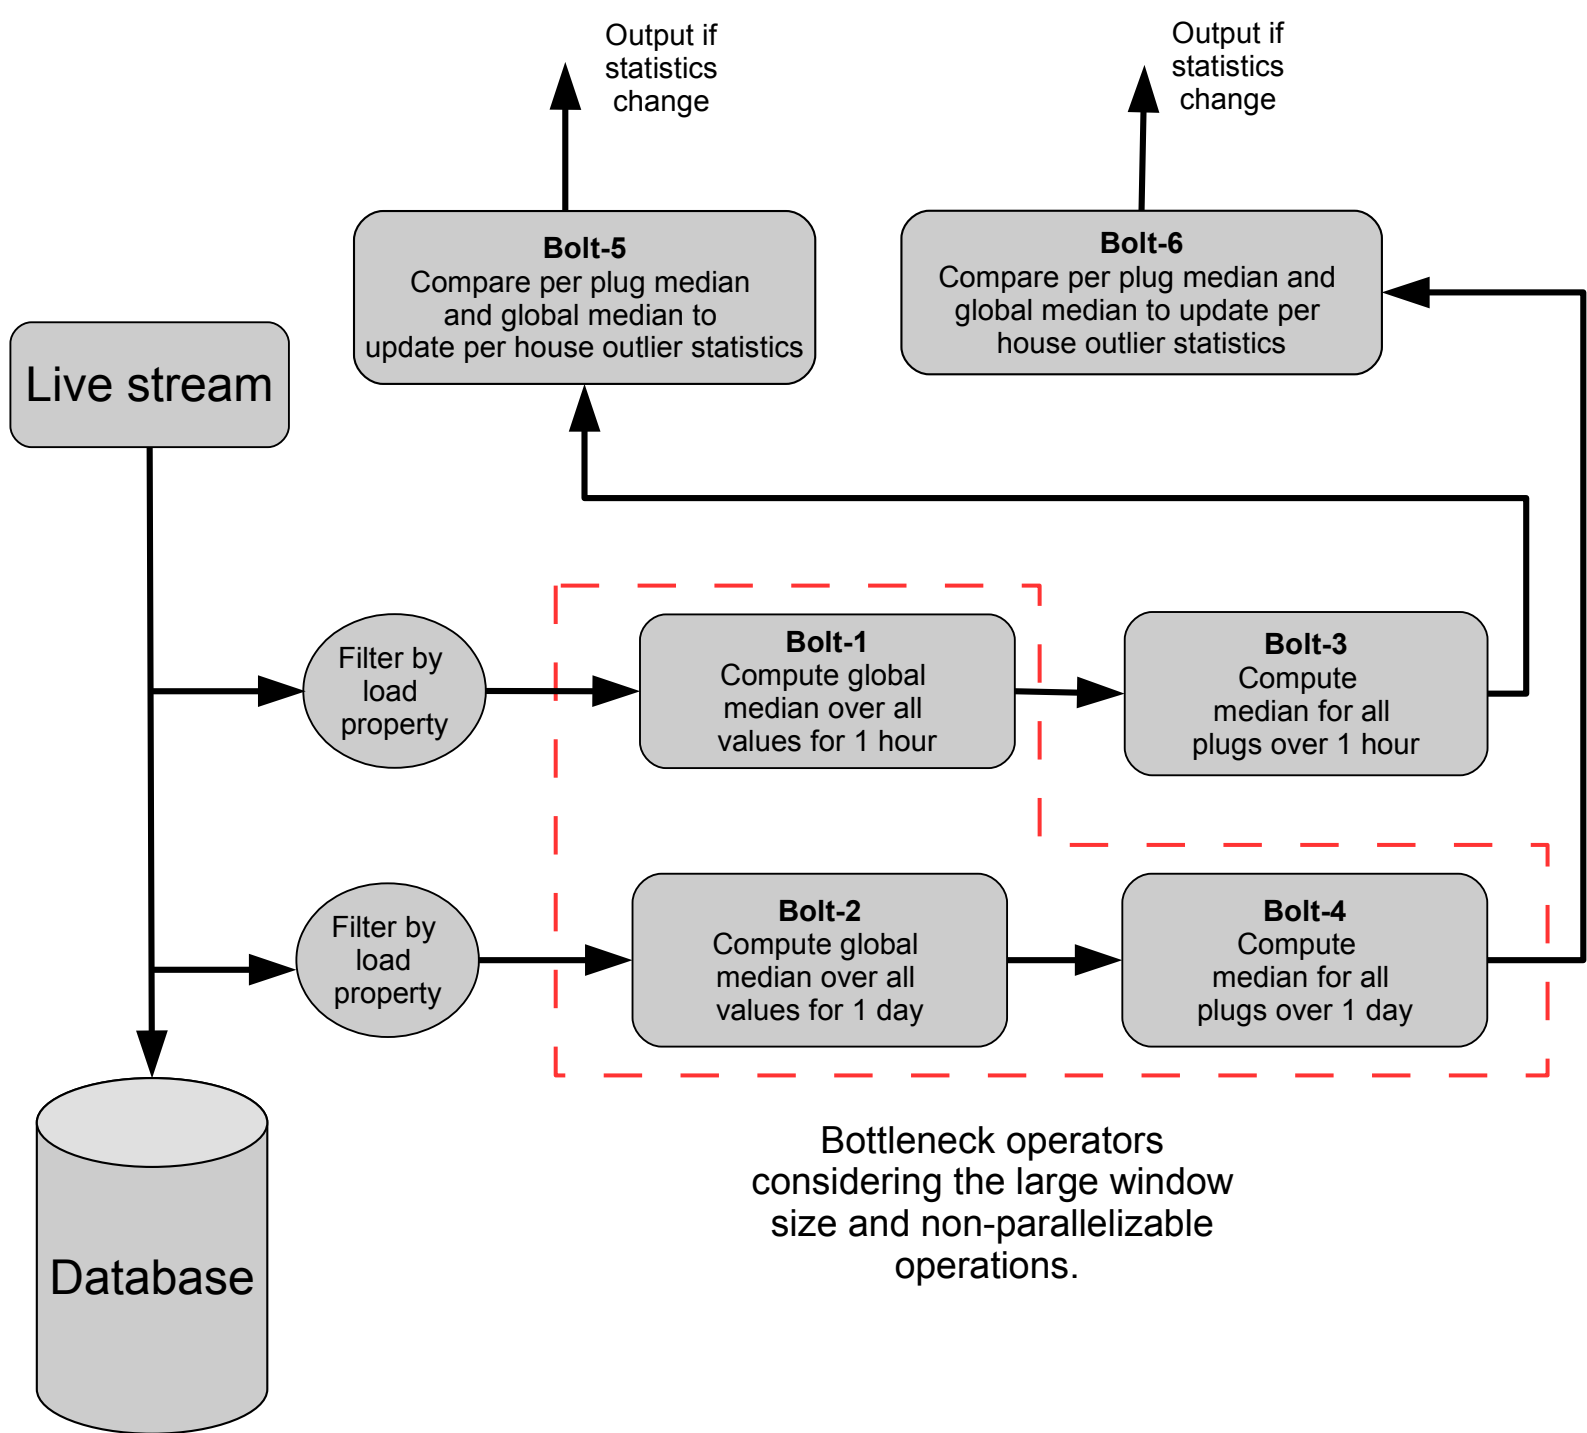 Output if
statistics
change
Output if
statistics
change
Bolt-5
Compare per plug median
and global median to
update per house outlier statistics
Bolt-6
Compare per plug median and
global median to update per
house outlier statistics
Live stream
Filter by
load
property
Bolt-1
Compute global
median over all
values for 1 hour
Bolt-3
Compute
median for all
plugs over 1 hour
Filter by
load
property
Bolt-2
Compute global
median over all
values for 1 day
Bolt-4
Compute
median for all
plugs over 1 day
Bottleneck operators
considering the large window
size and non-parallelizable
operations.
Database